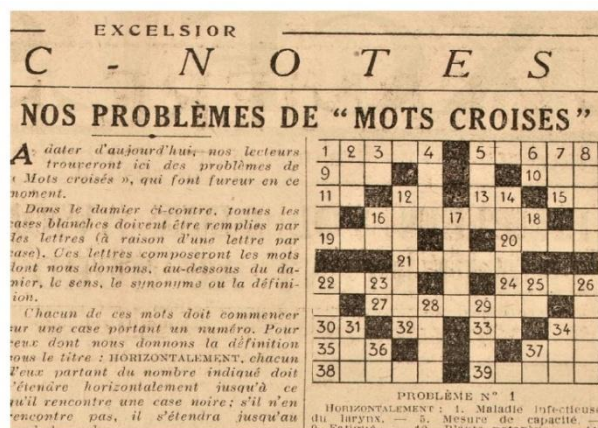 EXCELSIOR
C - NOTES
NOS PROBLÈMES DE "MOTS CROISES"
A dater d'aujourd'hui, nos lecteurs
trouveront ici des problèmes de
« Mots croisés », qui font fureur en ce
moment.
Dans le damier ci-contre, toutes les
cases blanches doivent être remplies par
des lettres (à raison d'une lettre par
case). Ces lettres composeront les mots
dont nous donnons, au-dessous du da-
mier, le sens, le synonyme ou la défini-
tion.
Chacun de ces mots doit commencer
sur une case portant un numéro. Pour
ceux dont nous donnons la définition
sous le titre : HORIZONTALEMENT, chacun
d'eux partant du nombre indiqué doit
s'étendre horizontalement jusqu'à ce
qu'il rencontre une case noire; s'il n'en
rencontre pas, il s'étendra jusqu'au
1 2 3 4 5 6 7 8
9 10
11 12 13 14 15
16 17 18
19 20
21
22 23 24 25 26
27 28 29
30 31 32 33 34
35 36 37
38 39
PROBLÈME N° 1
HORIZONTALEMENT : 1. Maladie infectieuse
du larynx. — 5. Mesure de capacité. —